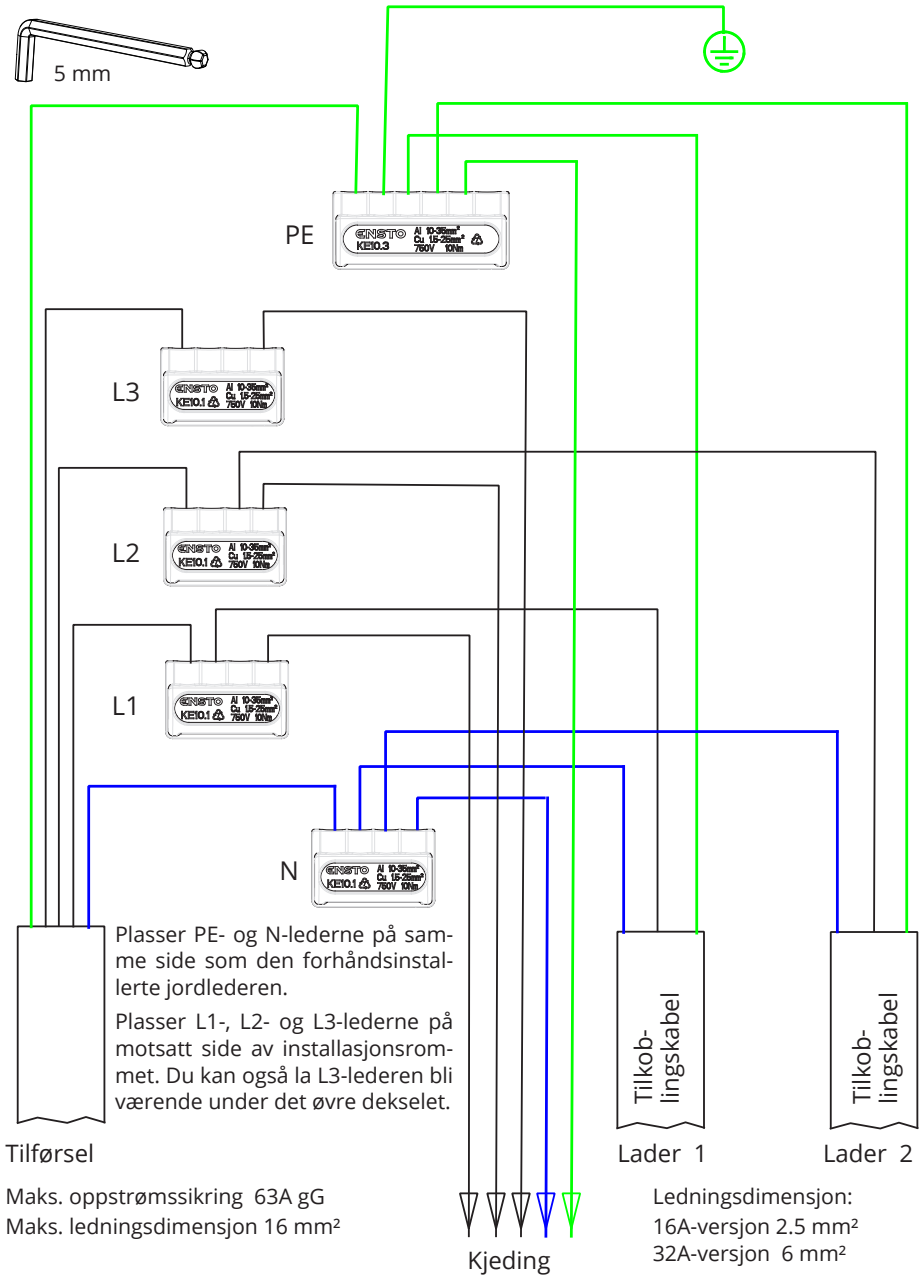 5 mm
PE
ENSTO
KE10.3
Al 10-35mm²
Cu 1.5-25mm²
750V 10Nm
L3
ENSTO
KE10.1
Al 10-35mm²
Cu 1.5-25mm²
750V 10Nm
L2
ENSTO
KE10.1
Al 10-35mm²
Cu 1.5-25mm²
750V 10Nm
L1
ENSTO
KE10.1
Al 10-35mm²
Cu 1.5-25mm²
750V 10Nm
N
ENSTO
KE10.1
Al 10-35mm²
Cu 1.5-25mm²
750V 10Nm
Plasser PE- og N-lederne på sam-
me side som den forhåndsinstal-
lerte jordlederen.
Plasser L1-, L2- og L3-lederne på
motsatt side av installasjonsrom-
met. Du kan også la L3-lederen bli
værende under det øvre dekselet.
Tilkob-
lingskabel
Tilkob-
lingskabel
Tilførsel
Lader 1
Lader 2
Maks. oppstrømssikring 63A gG
Maks. ledningsdimensjon 16 mm²
Kjeding
Ledningsdimensjon:
16A-versjon 2.5 mm²
32A-versjon 6 mm²